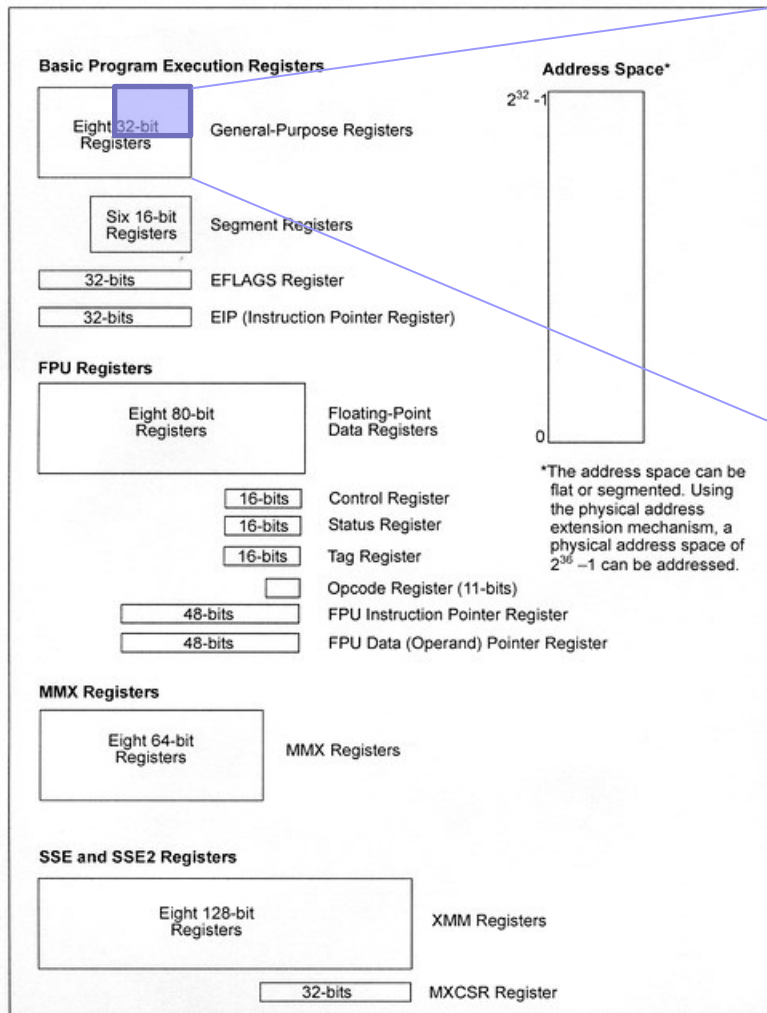 Basic Program Execution Registers
Eight 32-bit
Registers
General-Purpose Registers
Six 16-bit
Registers
Segment Registers
32-bits
EFLAGS Register
32-bits
EIP (Instruction Pointer Register)
FPU Registers
Eight 80-bit
Registers
Floating-Point
Data Registers
16-bits
Control Register
16-bits
Status Register
16-bits
Tag Register
Opcode Register (11-bits)
48-bits
FPU Instruction Pointer Register
48-bits
FPU Data (Operand) Pointer Register
MMX Registers
Eight 64-bit
Registers
MMX Registers
SSE and SSE2 Registers
Eight 128-bit
Registers
XMM Registers
32-bits
MXCSR Register
Address Space*
2³² -1
0
*The address space can be
flat or segmented. Using
the physical address
extension mechanism, a
physical address space of
2³⁶ –1 can be addressed.